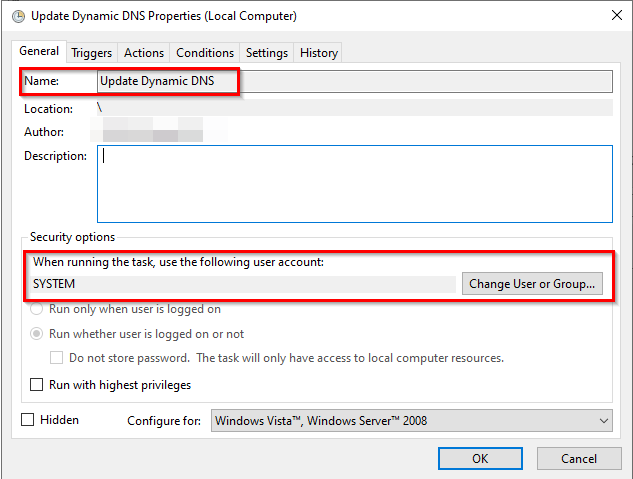 Update Dynamic DNS Properties (Local Computer)
General Triggers Actions Conditions Settings History
Name: Update Dynamic DNS
Location: \
Author:
Description:
Security options
When running the task, use the following user account:
SYSTEM Change User or Group...
Run only when user is logged on
Run whether user is logged on or not
Do not store password. The task will only have access to local computer resources.
Run with highest privileges
Hidden Configure for: Windows Vista™, Windows Server™ 2008
OK Cancel